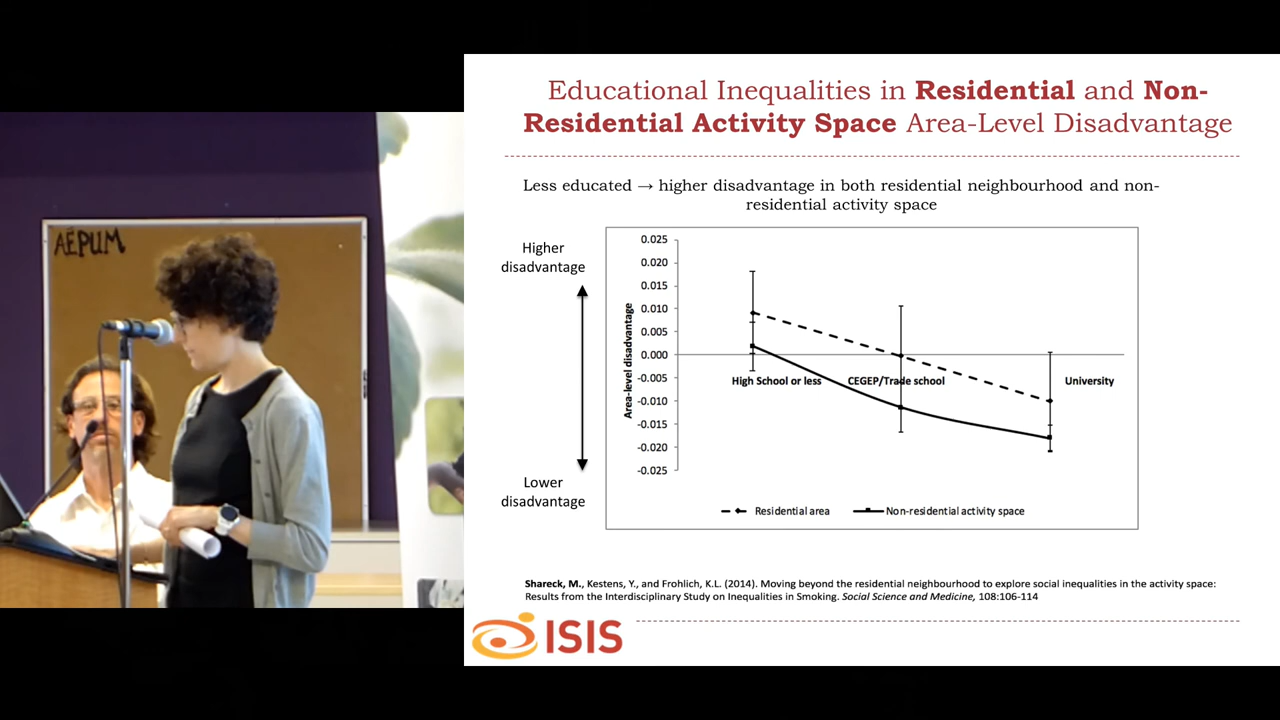 AÉPUM
Educational Inequalities in Residential and Non-
Residential Activity Space Area-Level Disadvantage
Less educated → higher disadvantage in both residential neighbourhood and non-
residential activity space
Higher
disadvantage
Lower
disadvantage
Area-level disadvantage
0.025
0.020
0.015
0.010
0.005
0.000
-0.005
-0.010
-0.015
-0.020
-0.025
High School or less
CEGEP/Trade school
University
Residential area
Non-residential activity space
Shareck, M., Kestens, Y., and Frohlich, K.L. (2014). Moving beyond the residential neighbourhood to explore social inequalities in the activity space:
Results from the Interdisciplinary Study on Inequalities in Smoking. Social Science and Medicine, 108:106-114
ISIS